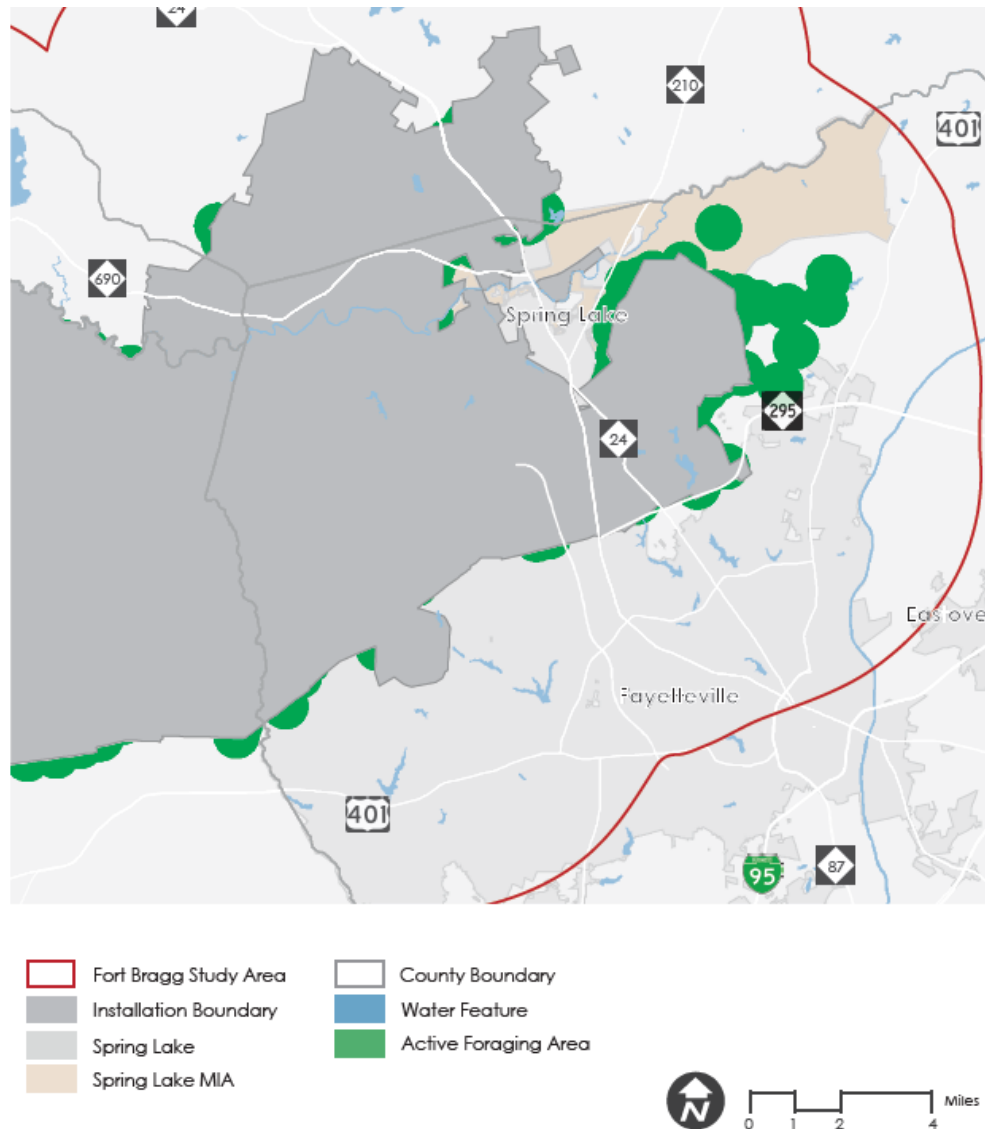 24
210
401
690
Spring Lake
295
24
Eastove
Fayetteville
401
95
87
Fort Bragg Study Area
Installation Boundary
Spring Lake
Spring Lake MIA
County Boundary
Water Feature
Active Foraging Area
N
Miles
0 1 2 4